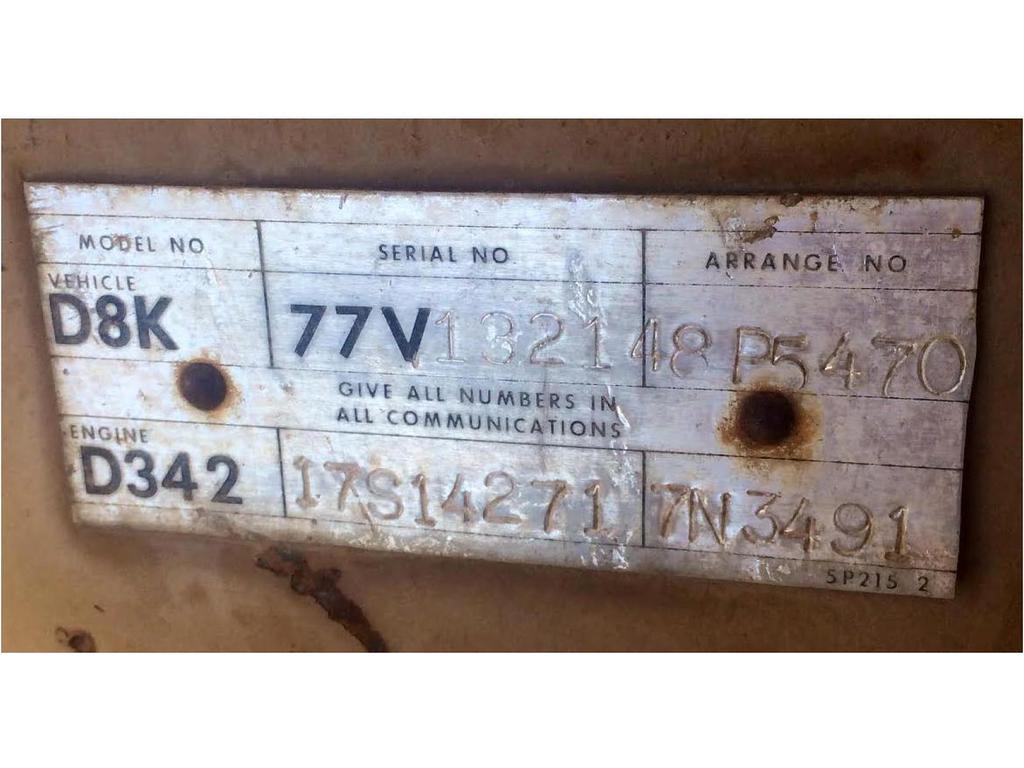 MODEL NO SERIAL NO ARRANGE NO
VEHICLE
D8K 77V13214 8P5470
GIVE ALL NUMBERS IN
ALL COMMUNICATIONS
ENGINE
D342 17S14271 7N3491
5P215 2